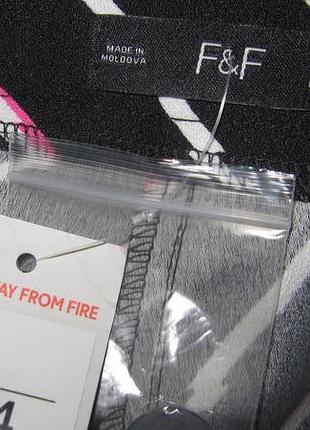 MADE IN
MOLDOVA
F&F
AY FROM FIRE